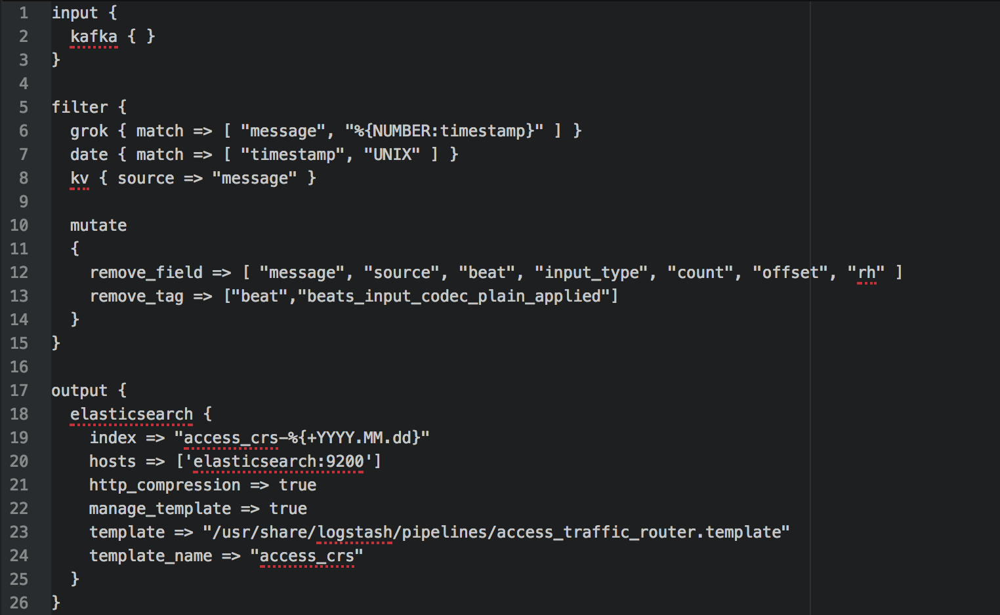 1 input {
2   kafka { }
3 }
4
5 filter {
6   grok { match => [ "message", "%{NUMBER:timestamp}" ] }
7   date { match => [ "timestamp", "UNIX" ] }
8   kv { source => "message" }
9
10   mutate
11   {
12     remove_field => [ "message", "source", "beat", "input_type", "count", "offset", "rh" ]
13     remove_tag => ["beat","beats_input_codec_plain_applied"]
14   }
15 }
16
17 output {
18   elasticsearch {
19     index => "access_crs-%{+YYYY.MM.dd}"
20     hosts => ['elasticsearch:9200']
21     http_compression => true
22     manage_template => true
23     template => "/usr/share/logstash/pipelines/access_traffic_router.template"
24     template_name => "access_crs"
25   }
26 }